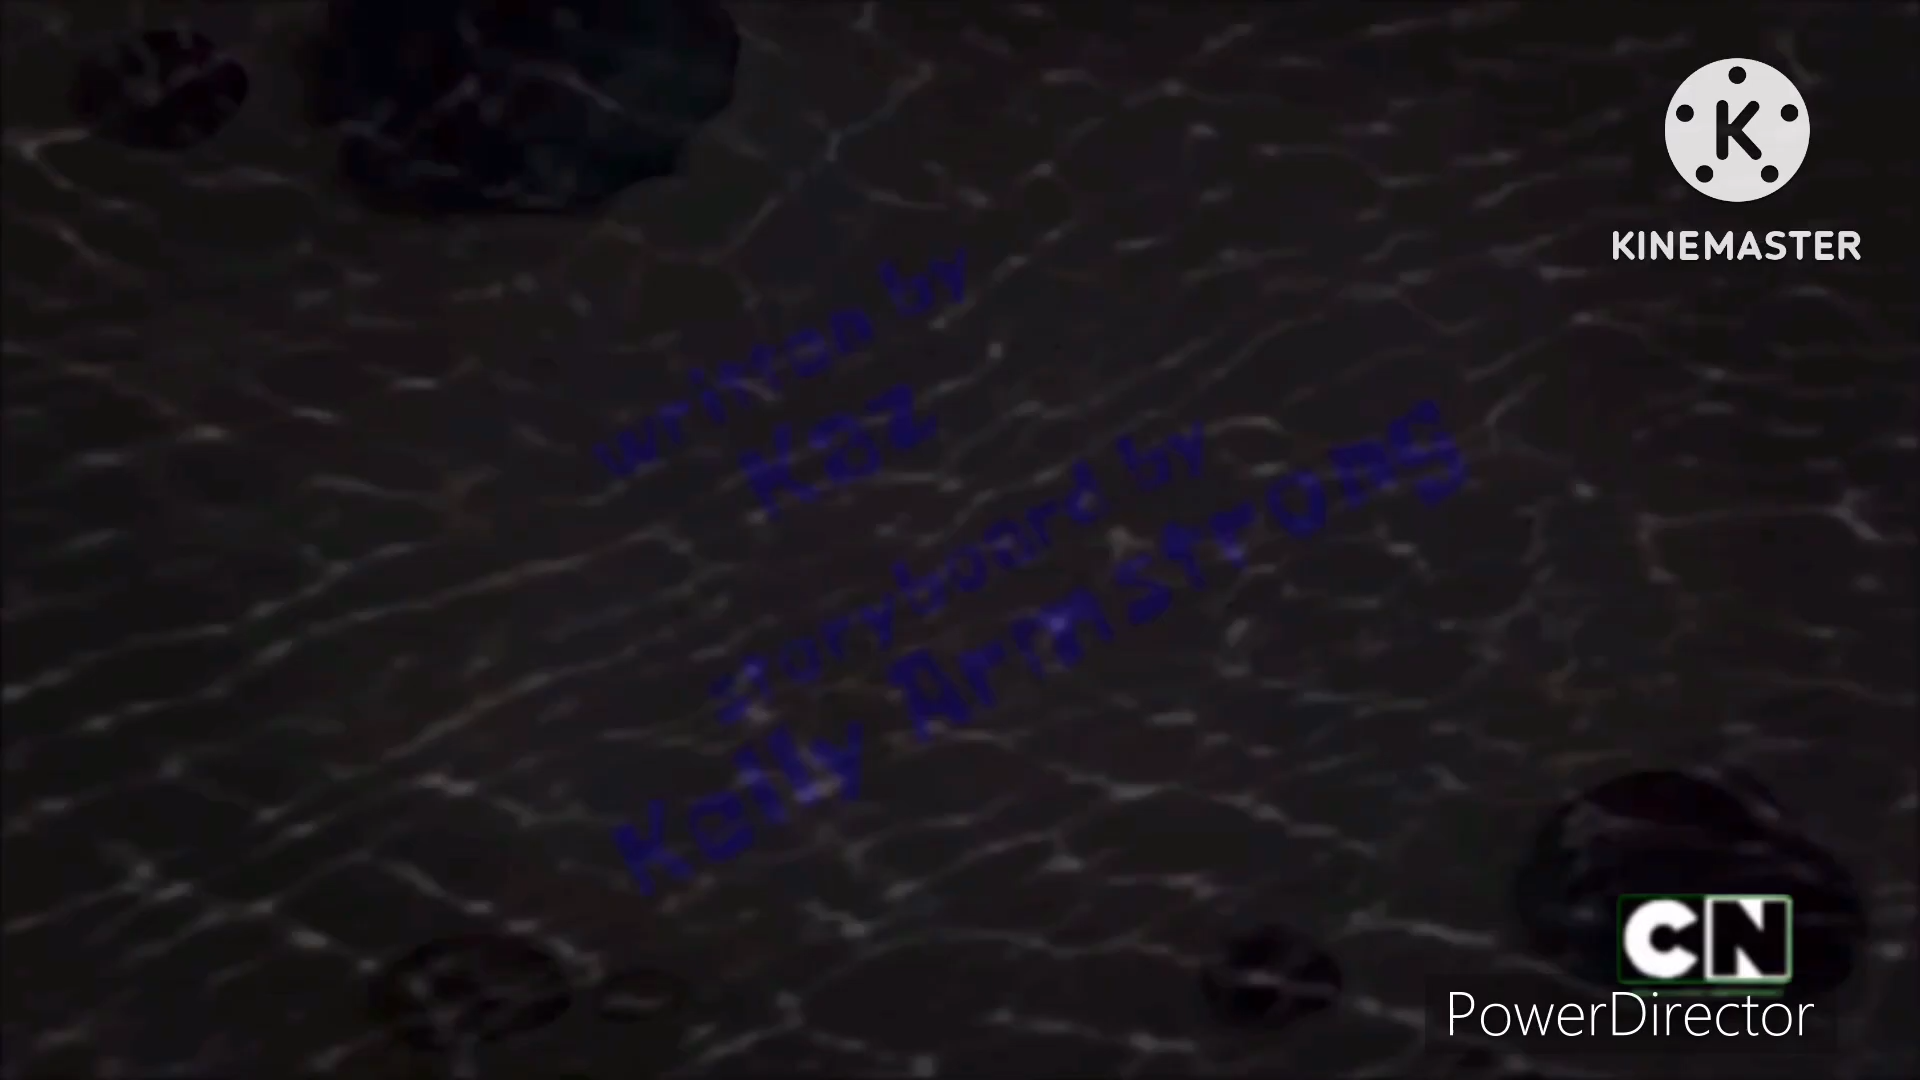 K
KINEMASTER
written by
Kaz
storyboard by
Kelly Armstrong
CN
PowerDirector